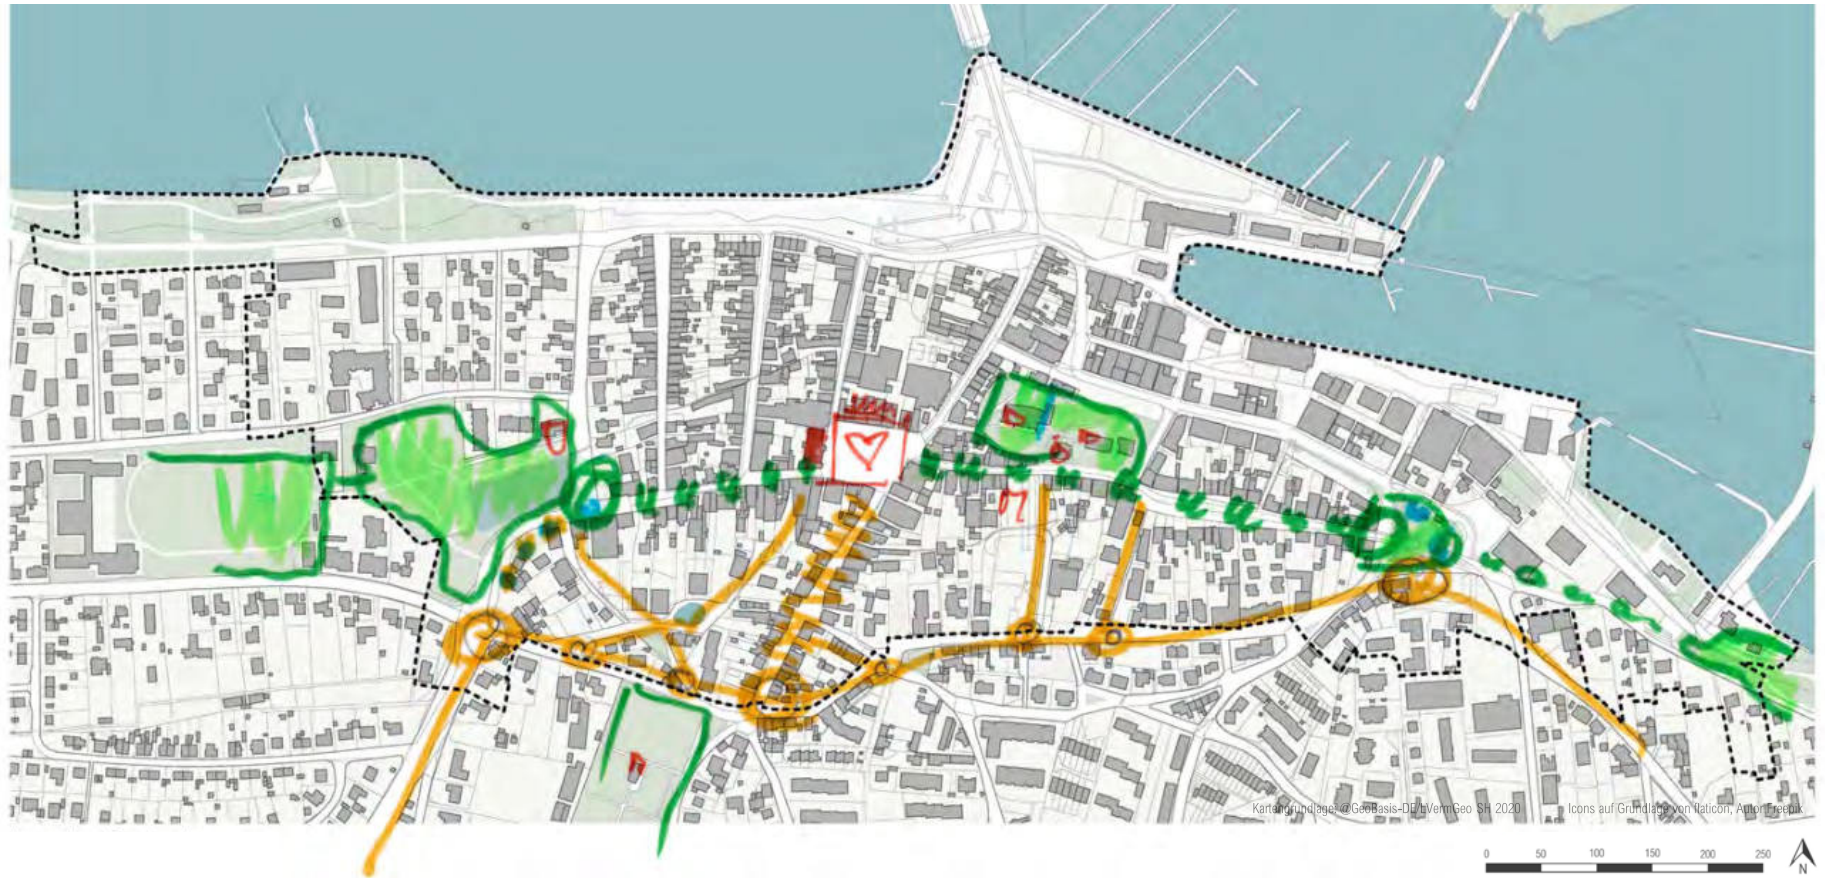 Kartengrundlage: @GeoBasis-DE/LVermGeo SH 2020
Icons auf Grundlage von flaticon, Autor Freepik
0 50 100 150 200 250
N